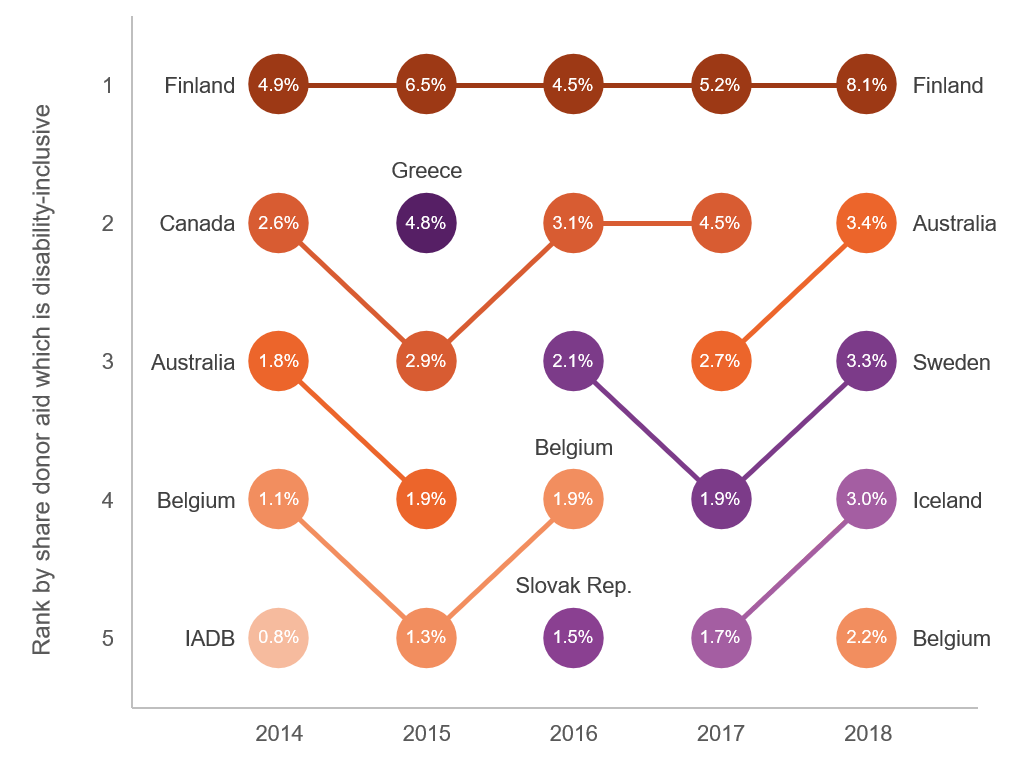 Rank by share donor aid which is disability-inclusive
1 Finland 4.9% 6.5% 4.5% 5.2% 8.1% Finland
Greece
2 Canada 2.6% 4.8% 3.1% 4.5% 3.4% Australia
3 Australia 1.8% 2.9% 2.1% 2.7% 3.3% Sweden
Belgium
4 Belgium 1.1% 1.9% 1.9% 1.9% 3.0% Iceland
Slovak Rep.
5 IADB 0.8% 1.3% 1.5% 1.7% 2.2% Belgium
2014 2015 2016 2017 2018